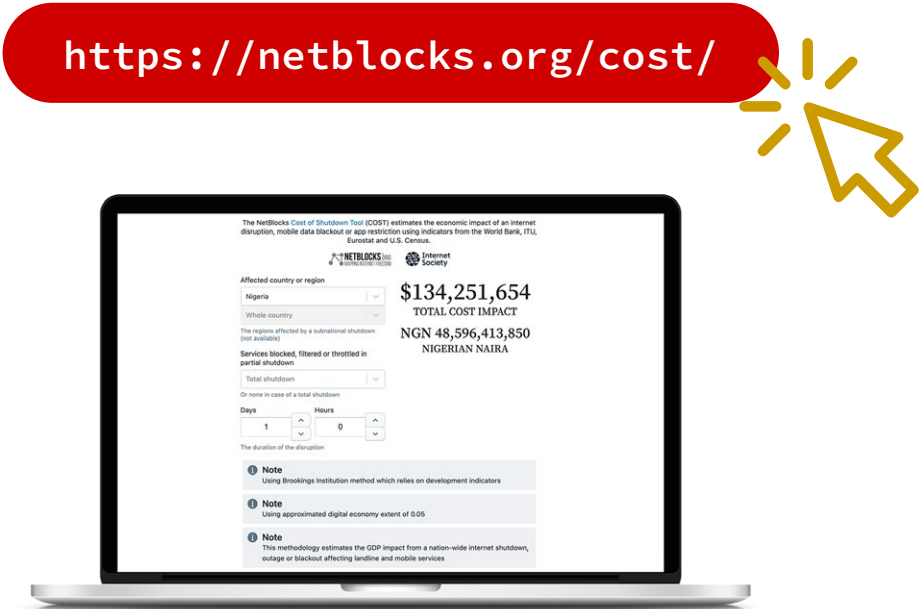 https://netblocks.org/cost/
The NetBlocks Cost of Shutdown Tool (COST) estimates the economic impact of an internet
disruption, mobile data blackout or app restriction using indicators from the World Bank, ITU,
Eurostat and U.S. Census.
NETBLOCKS.ORG
MAPPING INTERNET FREEDOM
Internet
Society
Affected country or region
Nigeria
Whole country
The regions affected by a subnational shutdown
(not available)
Services blocked, filtered or throttled in
partial shutdown
Total shutdown
Or none in case of a total shutdown
Days
Hours
1
0
The duration of the disruption
$134,251,654
TOTAL COST IMPACT
NGN 48,596,413,850
NIGERIAN NAIRA
Note
Using Brookings Institution method which relies on development indicators
Note
Using approximated digital economy extent of 0.05
Note
This methodology estimates the GDP impact from a nation-wide internet shutdown,
outage or blackout affecting landline and mobile services